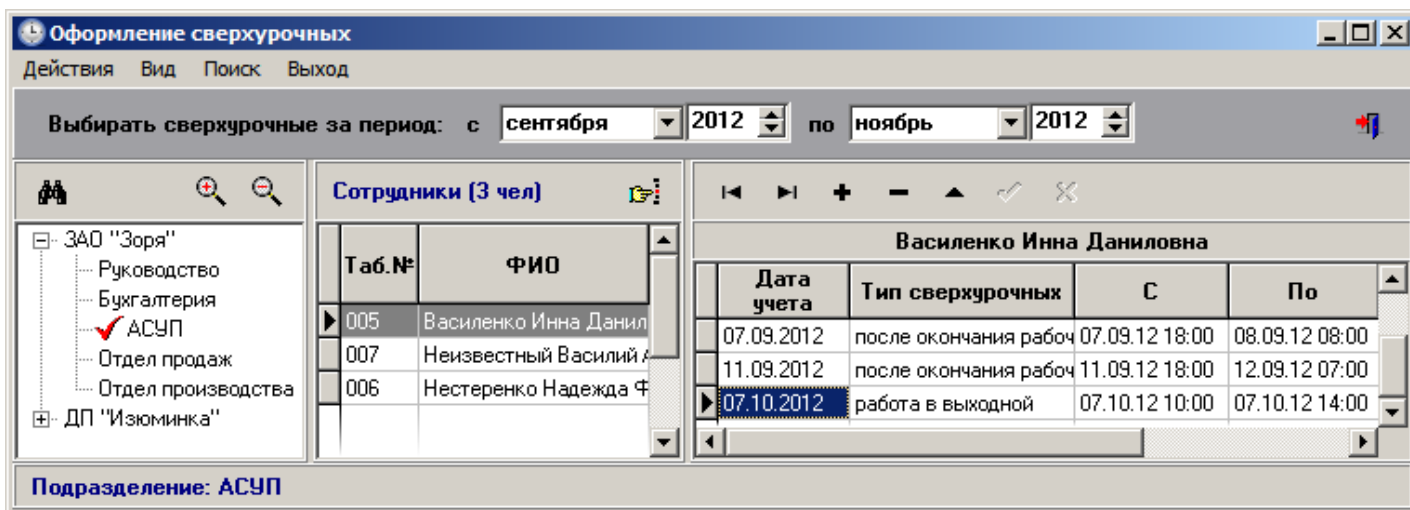 Оформление сверхурочных
Действия Вид Поиск Выход
Выбирать сверхурочные за период: с сентября 2012 по ноябрь 2012
Сотрудники (3 чел)
ЗАО "Зоря"
Руководство
Бухгалтерия
АСУП
Отдел продаж
Отдел производства
ДП "Изюминка"
Таб.№ ФИО
005 Василенко Инна Данил
007 Неизвестный Василий А
006 Нестеренко Надежда Ф
Василенко Инна Даниловна
Дата учета Тип сверхурочных С По
07.09.2012 после окончания рабоч 07.09.12 18:00 08.09.12 08:00
11.09.2012 после окончания рабоч 11.09.12 18:00 12.09.12 07:00
07.10.2012 работа в выходной 07.10.12 10:00 07.10.12 14:00
Подразделение: АСУП